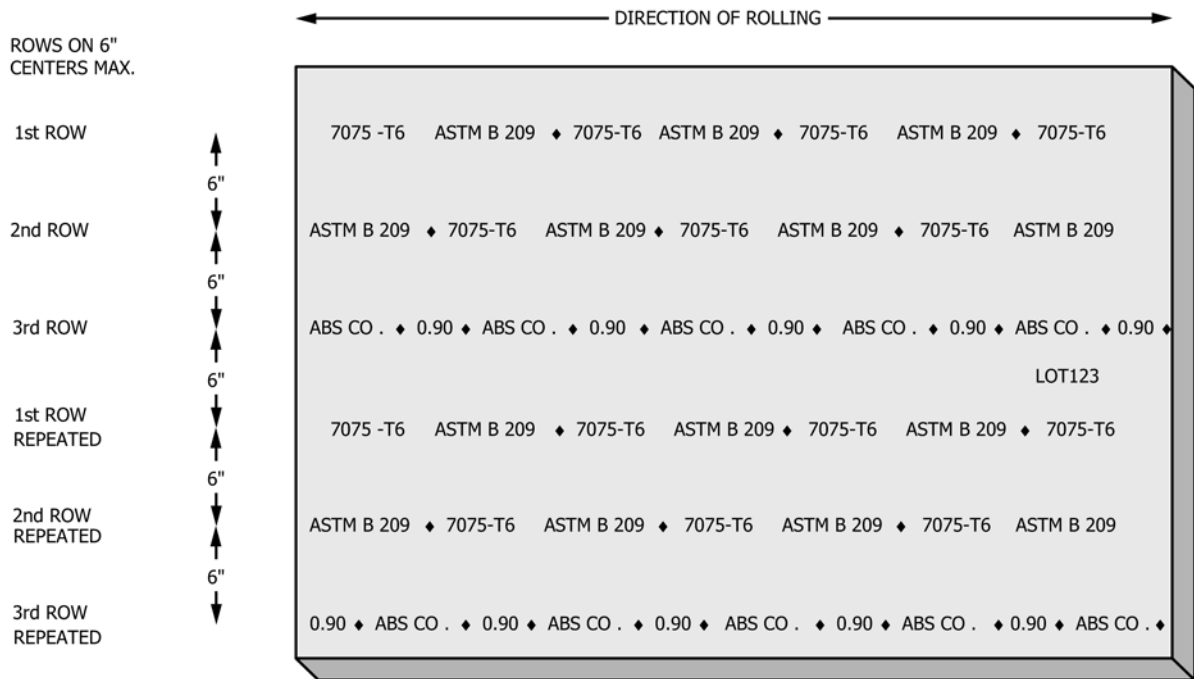 DIRECTION OF ROLLING
ROWS ON 6"
CENTERS MAX.
1st ROW
7075 -T6 ASTM B 209 ♦ 7075-T6 ASTM B 209 ♦ 7075-T6 ASTM B 209 ♦ 7075-T6
6"
2nd ROW
ASTM B 209 ♦ 7075-T6 ASTM B 209 ♦ 7075-T6 ASTM B 209 ♦ 7075-T6 ASTM B 209
6"
3rd ROW
ABS CO . ♦ 0.90 ♦ ABS CO . ♦ 0.90 ♦ ABS CO . ♦ 0.90 ♦ ABS CO . ♦ 0.90 ♦ ABS CO . ♦ 0.90 ♦
6"
LOT123
1st ROW
REPEATED
7075 -T6 ASTM B 209 ♦ 7075-T6 ASTM B 209 ♦ 7075-T6 ASTM B 209 ♦ 7075-T6
6"
2nd ROW
REPEATED
ASTM B 209 ♦ 7075-T6 ASTM B 209 ♦ 7075-T6 ASTM B 209 ♦ 7075-T6 ASTM B 209
6"
3rd ROW
REPEATED
0.90 ♦ ABS CO . ♦ 0.90 ♦ ABS CO . ♦ 0.90 ♦ ABS CO . ♦ 0.90 ♦ ABS CO . ♦ 0.90 ♦ ABS CO . ♦